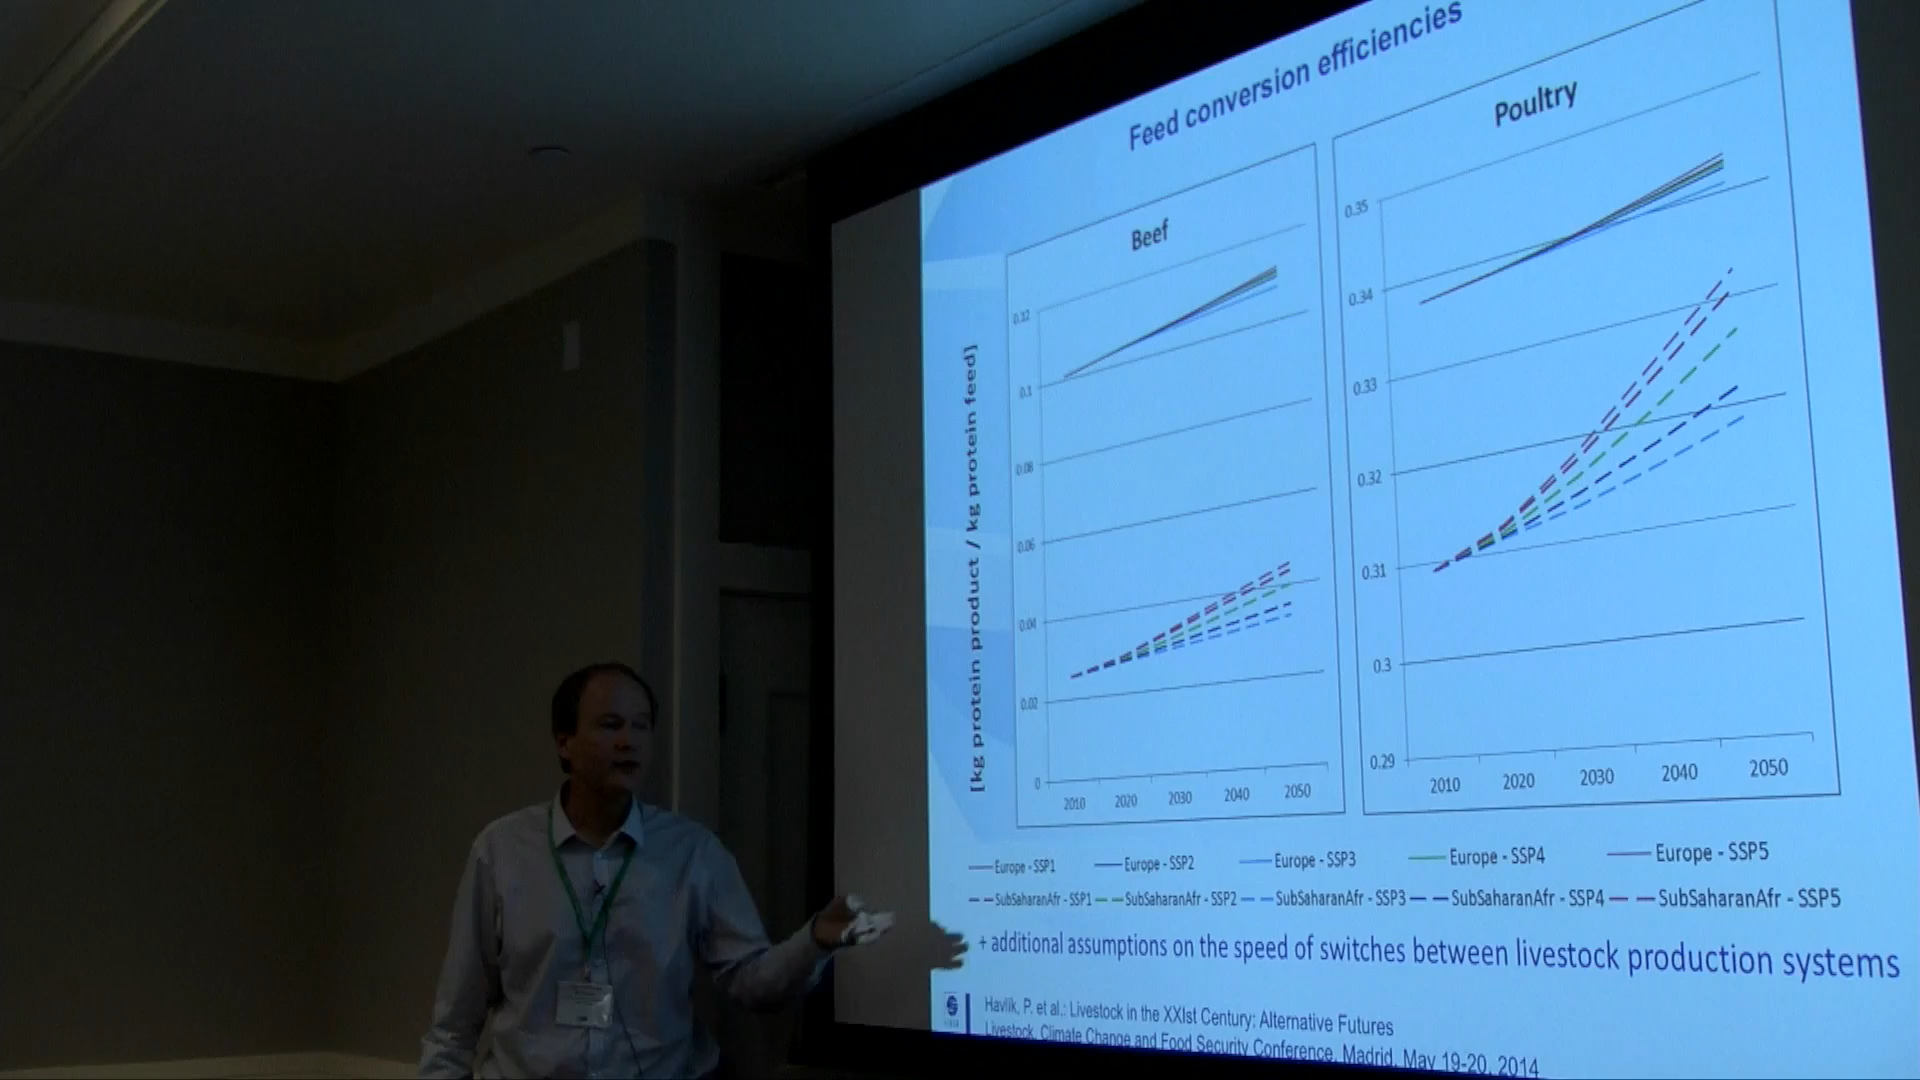 Feed conversion efficiencies
Beef
Poultry
[kg protein product / kg protein feed]
0.12
0.1
0.08
0.06
0.04
0.02
0
2010 2020 2030 2040 2050
0.35
0.34
0.33
0.32
0.31
0.3
0.29
2010 2020 2030 2040 2050
Europe - SSP1 Europe - SSP2 Europe - SSP3 Europe - SSP4 Europe - SSP5
SubSaharanAfr - SSP1 SubSaharanAfr - SSP2 SubSaharanAfr - SSP3 SubSaharanAfr - SSP4 SubSaharanAfr - SSP5
+ additional assumptions on the speed of switches between livestock production systems
Havlík, P. et al.: Livestock in the XXIst Century: Alternative Futures
Livestock, Climate Change and Food Security Conference, Madrid, May 19-20, 2014